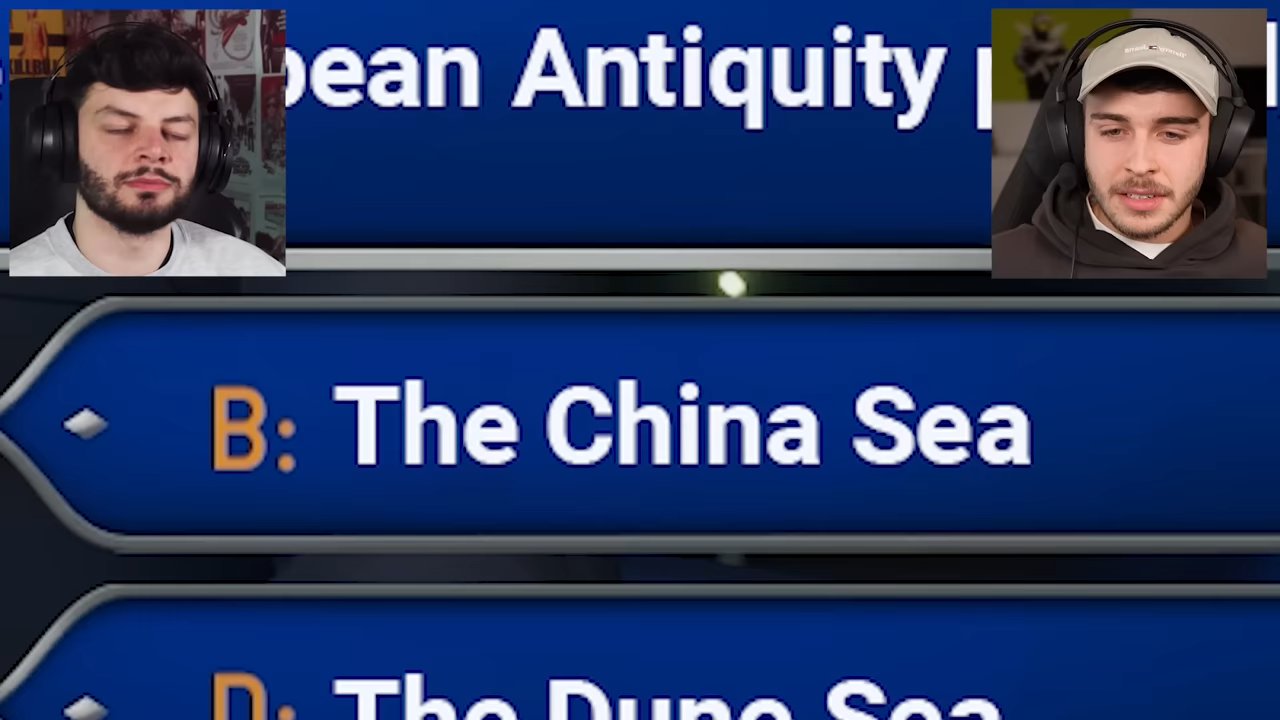 pean Antiquity
B: The China Sea
D: The Dune Sea